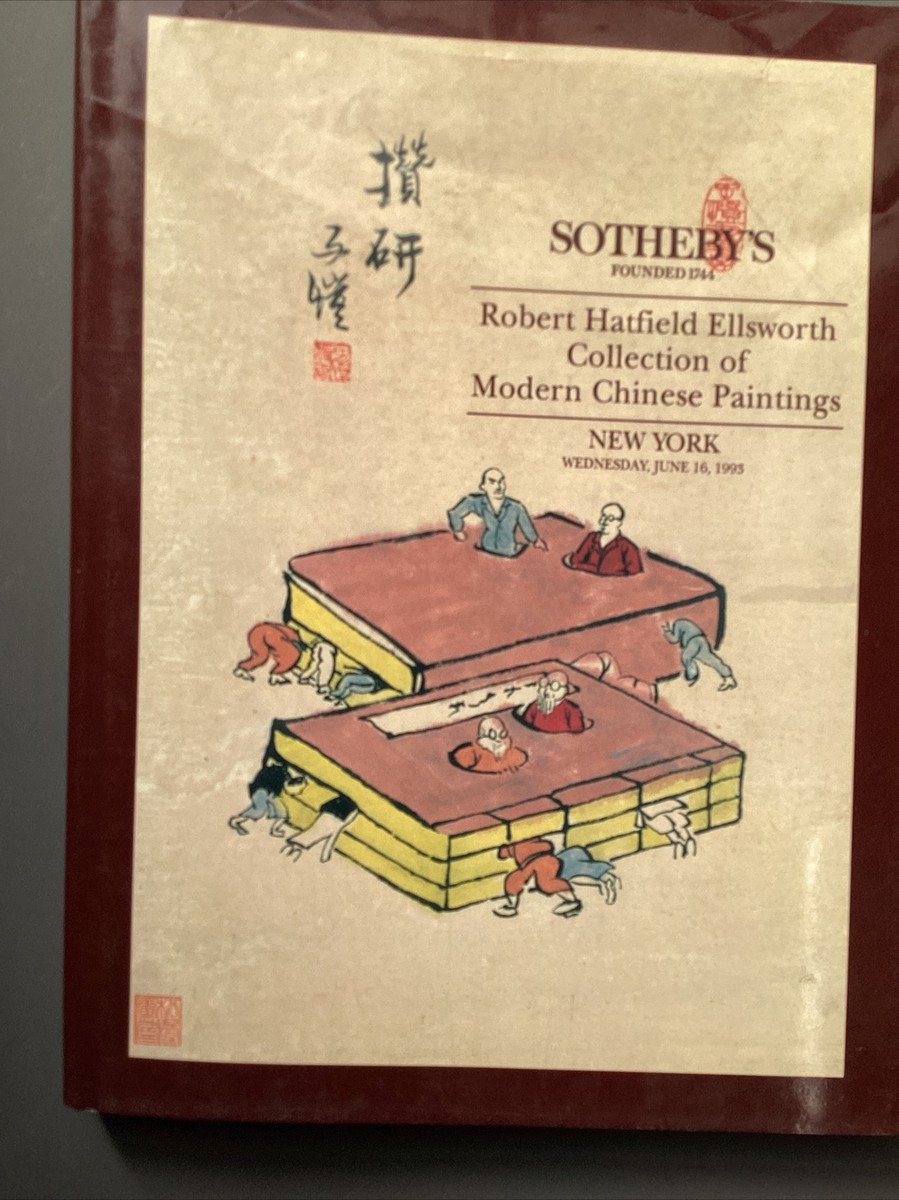 攢研
子愷
SOTHEBY'S
FOUNDED 1744
Robert Hatfield Ellsworth
Collection of
Modern Chinese Paintings
NEW YORK
WEDNESDAY, JUNE 16, 1993